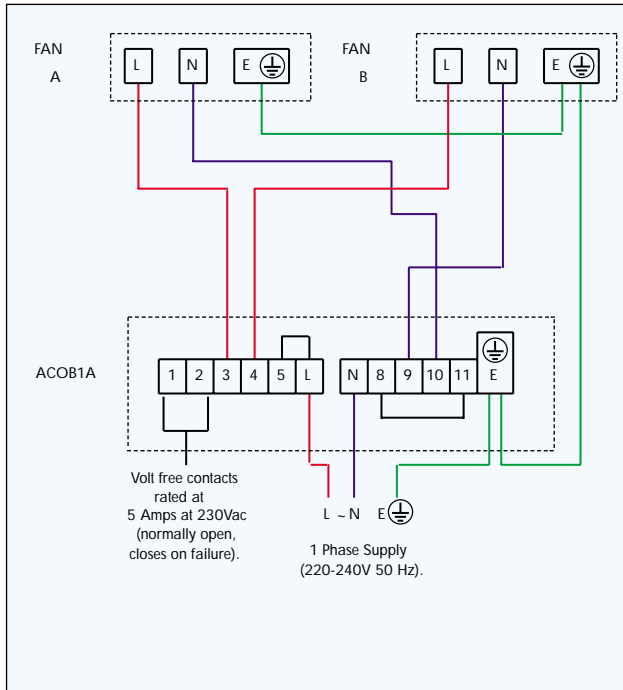 FAN
A
L N E
FAN
B
L N E
ACOB1A
1 2 3 4 5 L
N 8 9 10 11 E
Volt free contacts
rated at
5 Amps at 230Vac
(normally open,
closes on failure).
L ~ N E
1 Phase Supply
(220-240V 50 Hz).